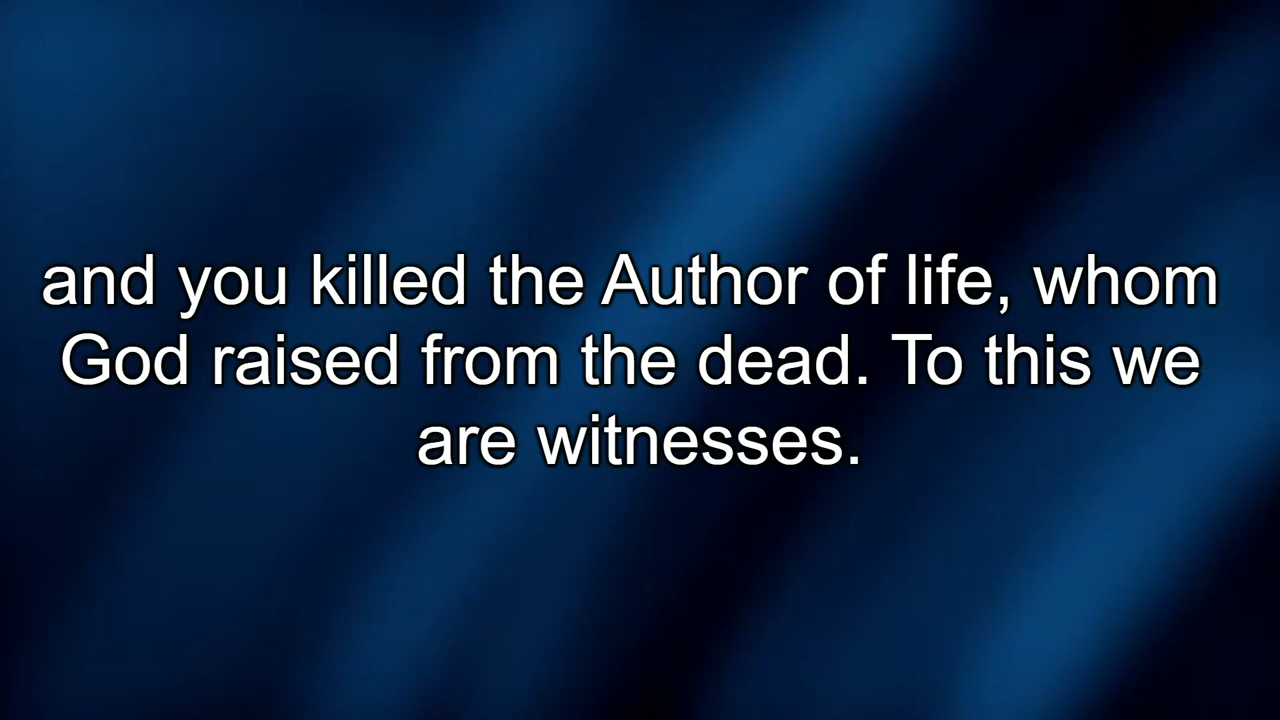 and you killed the Author of life, whom
God raised from the dead. To this we
are witnesses.